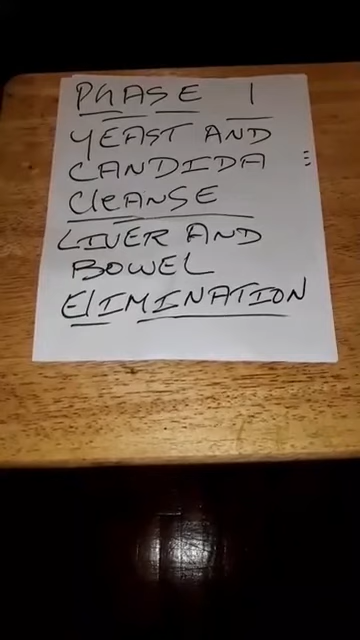 PHASE 1
YEAST AND
CANDIDA
CLEANSE
LIVER AND
BOWEL
ELIMINATION